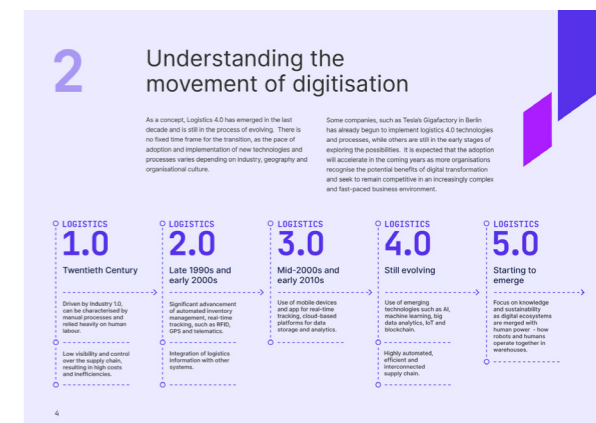 2
Understanding the
movement of digitisation
As a concept, Logistics 4.0 has emerged in the last
decade and is still in the process of evolving. There is
no fixed time frame for the transition, as the pace of
adoption and implementation of new technologies and
processes varies depending on industry, geography and
organisational culture.
Some companies, such as Tesla's Gigafactory in Berlin
has already begun to implement logistics 4.0 technologies
and processes, while others are still in the early stages of
exploring the possibilities. It is expected that the adoption
will accelerate in the coming years as more organisations
recognise the potential benefits of digital transformation
and seek to remain competitive in an increasingly complex
and fast-paced business environment.
LOGISTICS
1.0
Twentieth Century
Driven by Industry 1.0,
can be characterised by
manual processes and
relied heavily on human
labour.
Low visibility and control
over the supply chain,
resulting in high costs
and inefficiencies.
LOGISTICS
2.0
Late 1990s and
early 2000s
Significant advancement
of automated inventory
management, real-time
tracking, such as RFID,
GPS and telematics.
Integration of logistics
information with other
systems.
LOGISTICS
3.0
Mid-2000s and
early 2010s
Use of mobile devices
and app for real-time
tracking, cloud-based
platforms for data
storage and analytics.
LOGISTICS
4.0
Still evolving
Use of emerging
technologies such as AI,
machine learning, big
data analytics, IoT and
blockchain.
Highly automated,
efficient and
interconnected
supply chain.
LOGISTICS
5.0
Starting to
emerge
Focus on knowledge
and sustainability
as digital ecosystems
are merged with
human power - how
robots and humans
operate together in
warehouses.
4